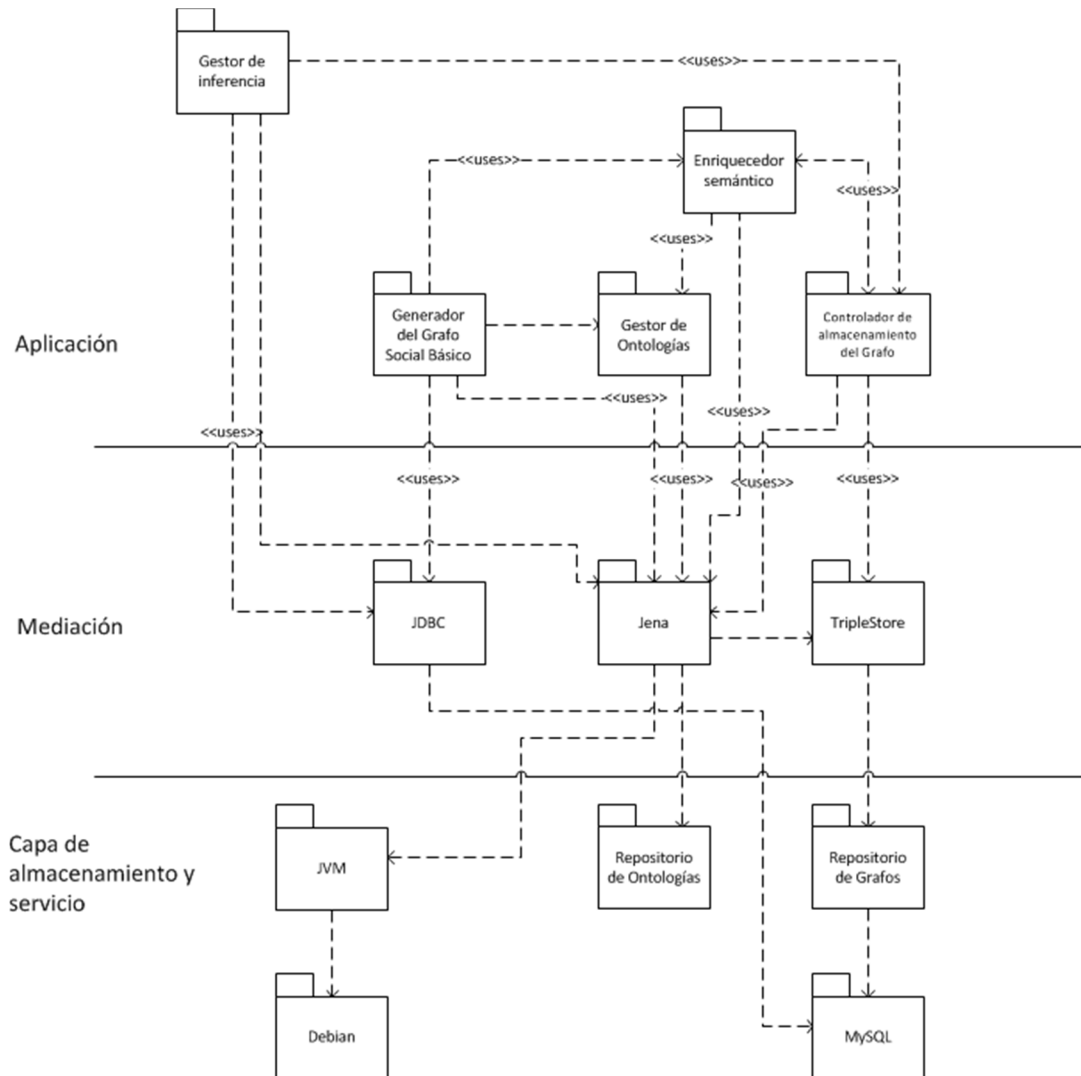 Gestor de
inferencia
<<uses>>
<<uses>>
Enriquecedor
semántico
<<uses>>
<<uses>>
Aplicación
Generador
del Grafo
Social Básico
Gestor de
Ontologías
Controlador de
almacenamiento
del Grafo
<<uses>>
<<uses>>
<<uses>>
<<uses>>
<<uses>>
<<uses>>
<<uses>>
Mediación
JDBC
Jena
TripleStore
Capa de
almacenamiento y
servicio
JVM
Repositorio
de Ontologías
Repositorio
de Grafos
Debian
MySQL